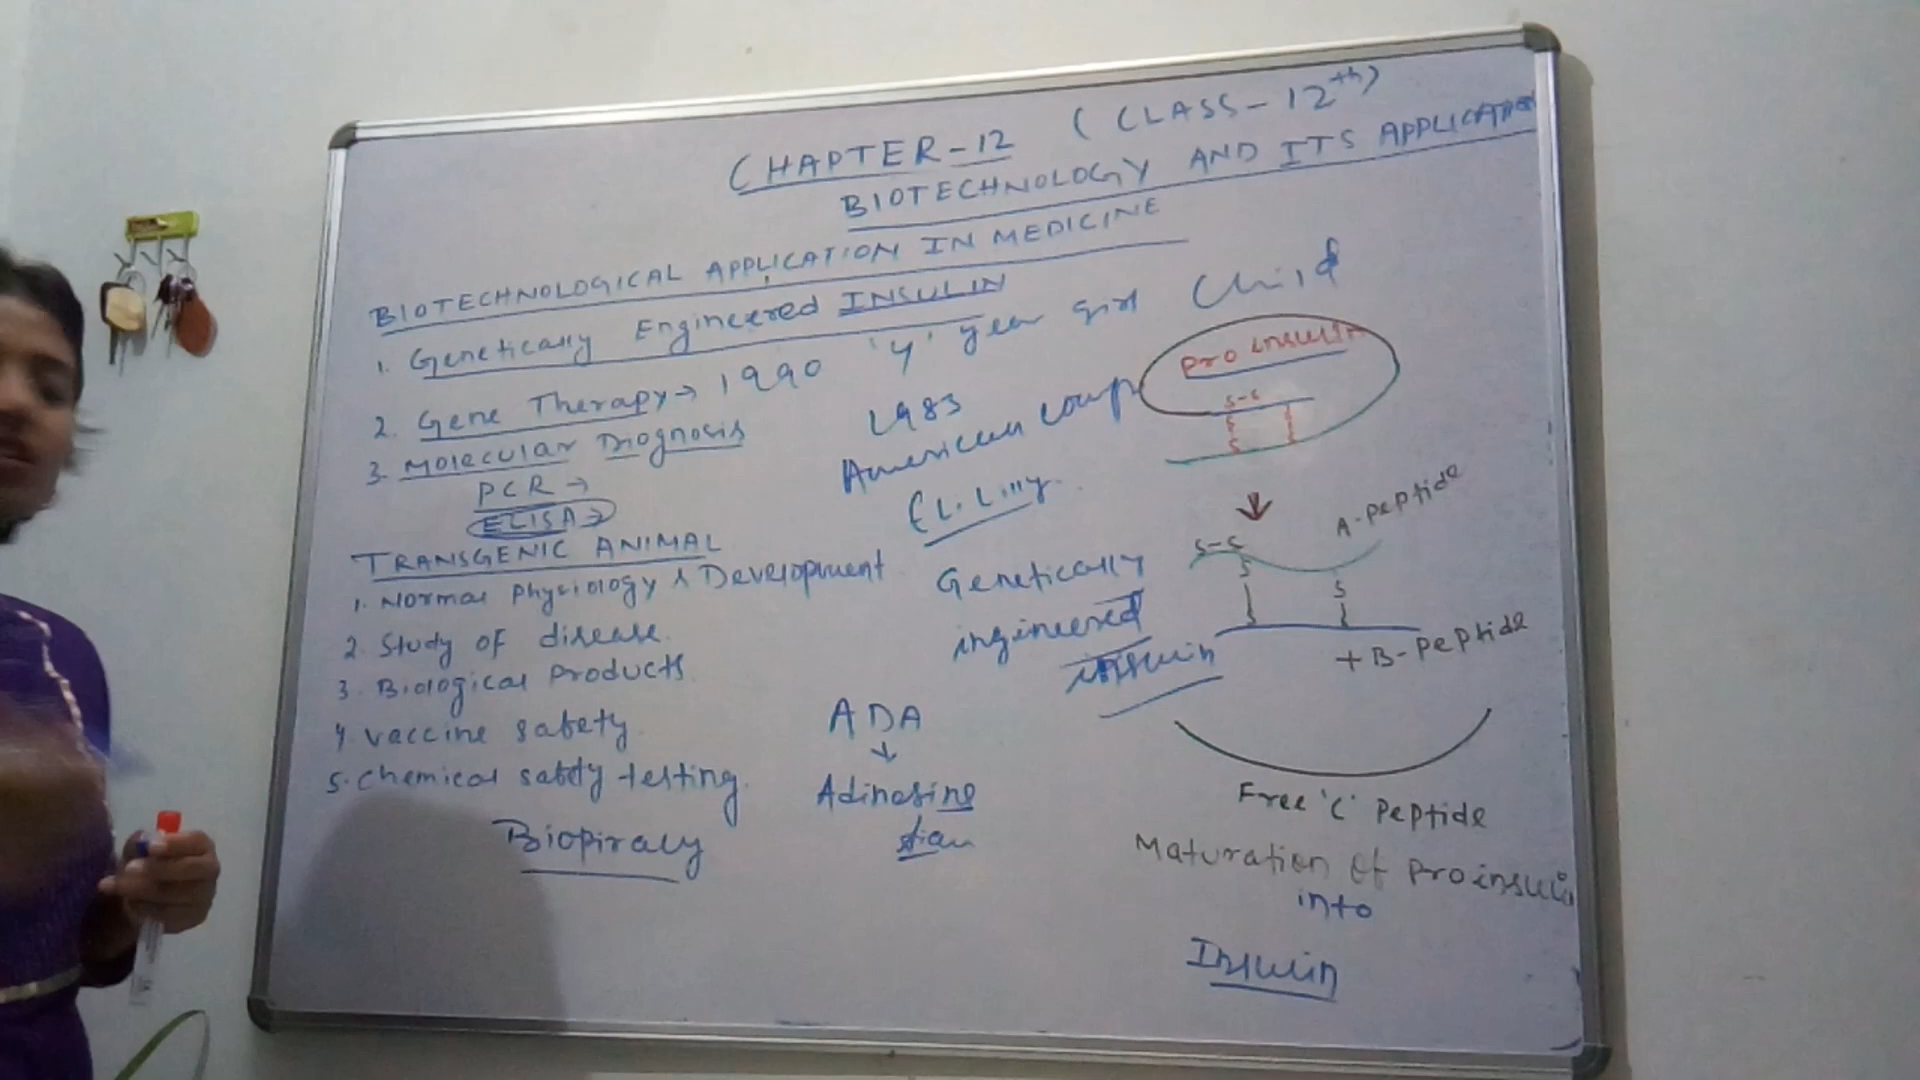 CHAPTER-12 (CLASS-12th)
BIOTECHNOLOGY AND ITS APPLICATION
BIOTECHNOLOGICAL APPLICATION IN MEDICINE
1. Genetically Engineered INSULIN
2. Gene Therapy → 1990 '4' year girl Child
3. Molecular Diognosis
PCR →
ELISA →
TRANSGENIC ANIMAL
1. Normal Physiology & Development
2. Study of disease.
3. Biological Products
4. vaccine safety
5. Chemical safety testing.
Biopiracy
1983
American comp
EL. Lilly.
Genetically
ingineered
insulin
ADA
↓
Adinosine
Pro insulin
S-S
S
S
↓
A-peptide
S-S
S
S
+ B-Peptide
Free 'C' Peptide
Maturation of Proinsulin
into
Insulin